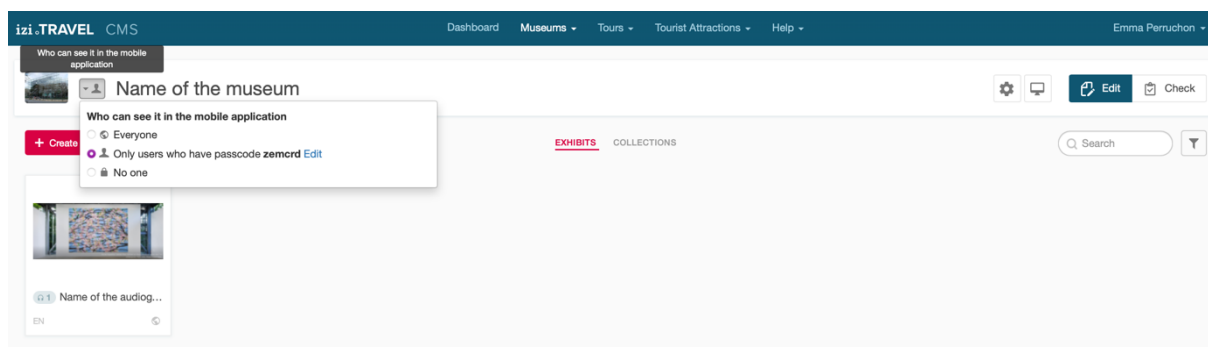 izi.TRAVEL CMS
Dashboard Museums Tours Tourist Attractions Help Emma Perruchon
Who can see it in the mobile
application
Name of the museum
Edit Check
Who can see it in the mobile application
Everyone
Only users who have passcode zemcrd Edit
No one
+ Create
EXHIBITS COLLECTIONS
Search
1 Name of the audiog...
EN